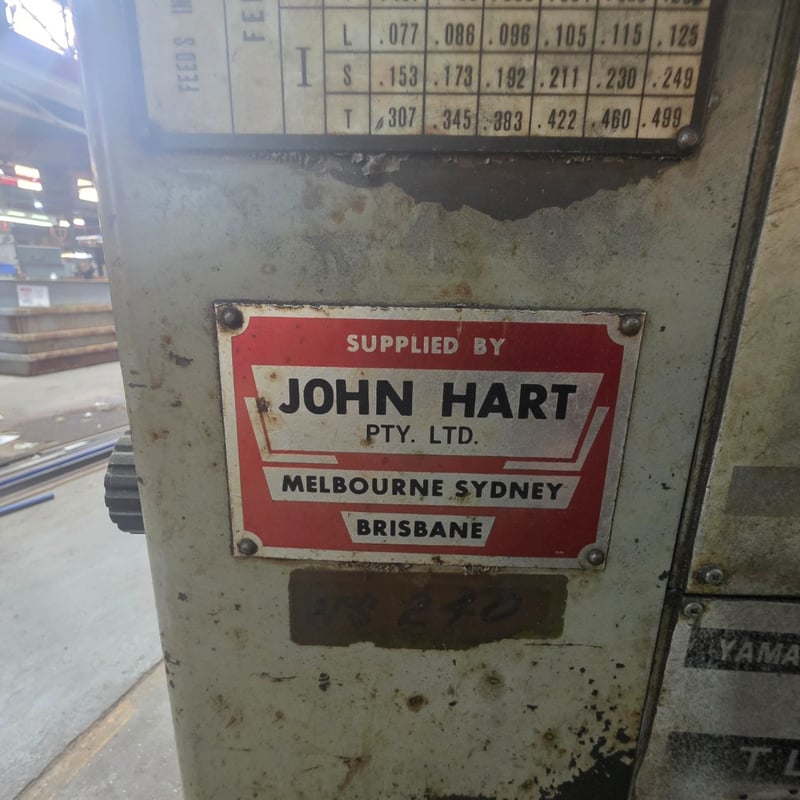 FEEDS IN
FEE
L .077 .086 .096 .105 .115 .125
I
S .153 .173 .192 .211 .230 .249
T .307 .345 .383 .422 .460 .499
SUPPLIED BY
JOHN HART
PTY. LTD.
MELBOURNE SYDNEY
BRISBANE
YAMA
T L